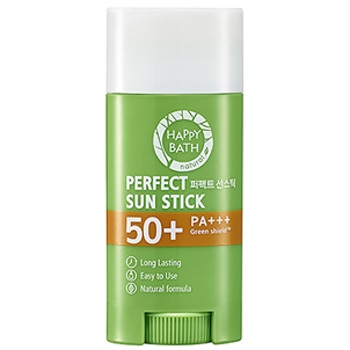 HAPPY
BATH
natural
PERFECT 퍼팩트 선스틱
SUN STICK
50+ PA+++
Green shield™
Long Lasting
Easy to Use
Natural formula